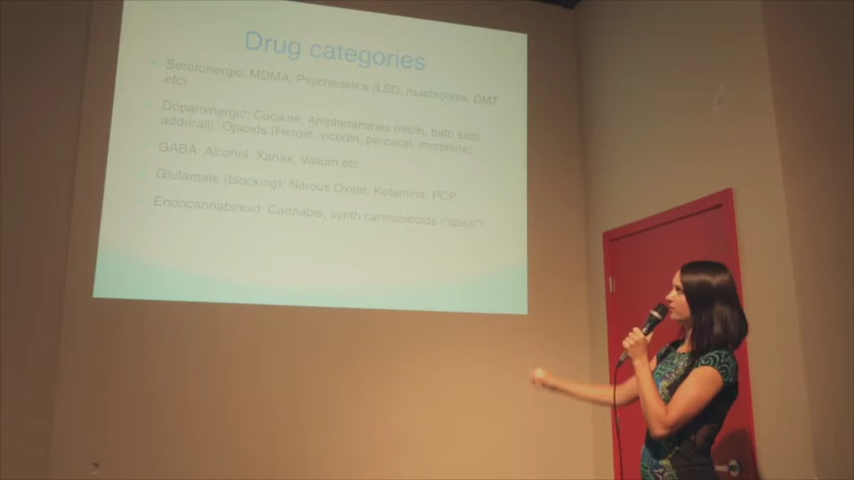 Drug categories
Serotonergic: MDMA, Psychedelics (LSD, mushrooms, DMT
etc)
Dopaminergic: Cocaine, Amphetamines (meth, bath salts,
adderall), Opioids (Heroin, vicodin, percacet, morphine).
GABA: Alcohol, Xanax, Valium etc.
Glutamate (blocking): Nitrous Oxide, Ketamine, PCP
Endocannabinoid: Cannabis, synth cannabinoids ("spice")